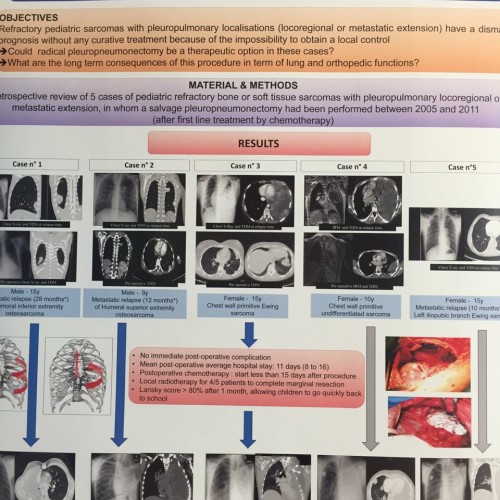 OBJECTIVES
Refractory pediatric sarcomas with pleuropulmonary localisations (locoregional or metastatic extension) have a
prognosis without any curative treatment because of the impossibility to obtain a local control
➔Could radical pleuropneumonectomy be a therapeutic option in these cases?
➔What are the long term consequences of this procedure in term of lung and orthopedic functions?
MATERIAL & METHODS
review of 5 cases of pediatric refractory bone or soft tissue sarcomas with pleuropulmonary locoregional
metastatic extension, in whom a salvage pleuropneumonectomy had been performed between 2005 and 2011
(after first line treatment by chemotherapy)
RESULTS
Case n° 1
Case n° 2
Case n° 3
Case n° 4
Case n°5
Male - 15y
relapse (28 months*)
inferior extremity
osteosarcoma
Male - 9y
Metastatic relapse (12 months*)
of Humeral superior extremity
osteosarcoma
Female - 15y
Chest wall primitive Ewing
sarcoma
Female - 10y
Chest wall primitive
undifferentiated sarcoma
Female - 15y
Metastatic relapse (10 months*
Left iliopubic branch Ewing
• No immediate post-operative complication
• Mean post-operative average hospital stay: 11 days (8 to 16)
• Postoperative chemotherapy : start less than 15 days after procedure
• Local radiotherapy for 4/5 patients to complete marginal resection
• Lansky score > 80% after 1 month, allowing children to go quickly back
to school